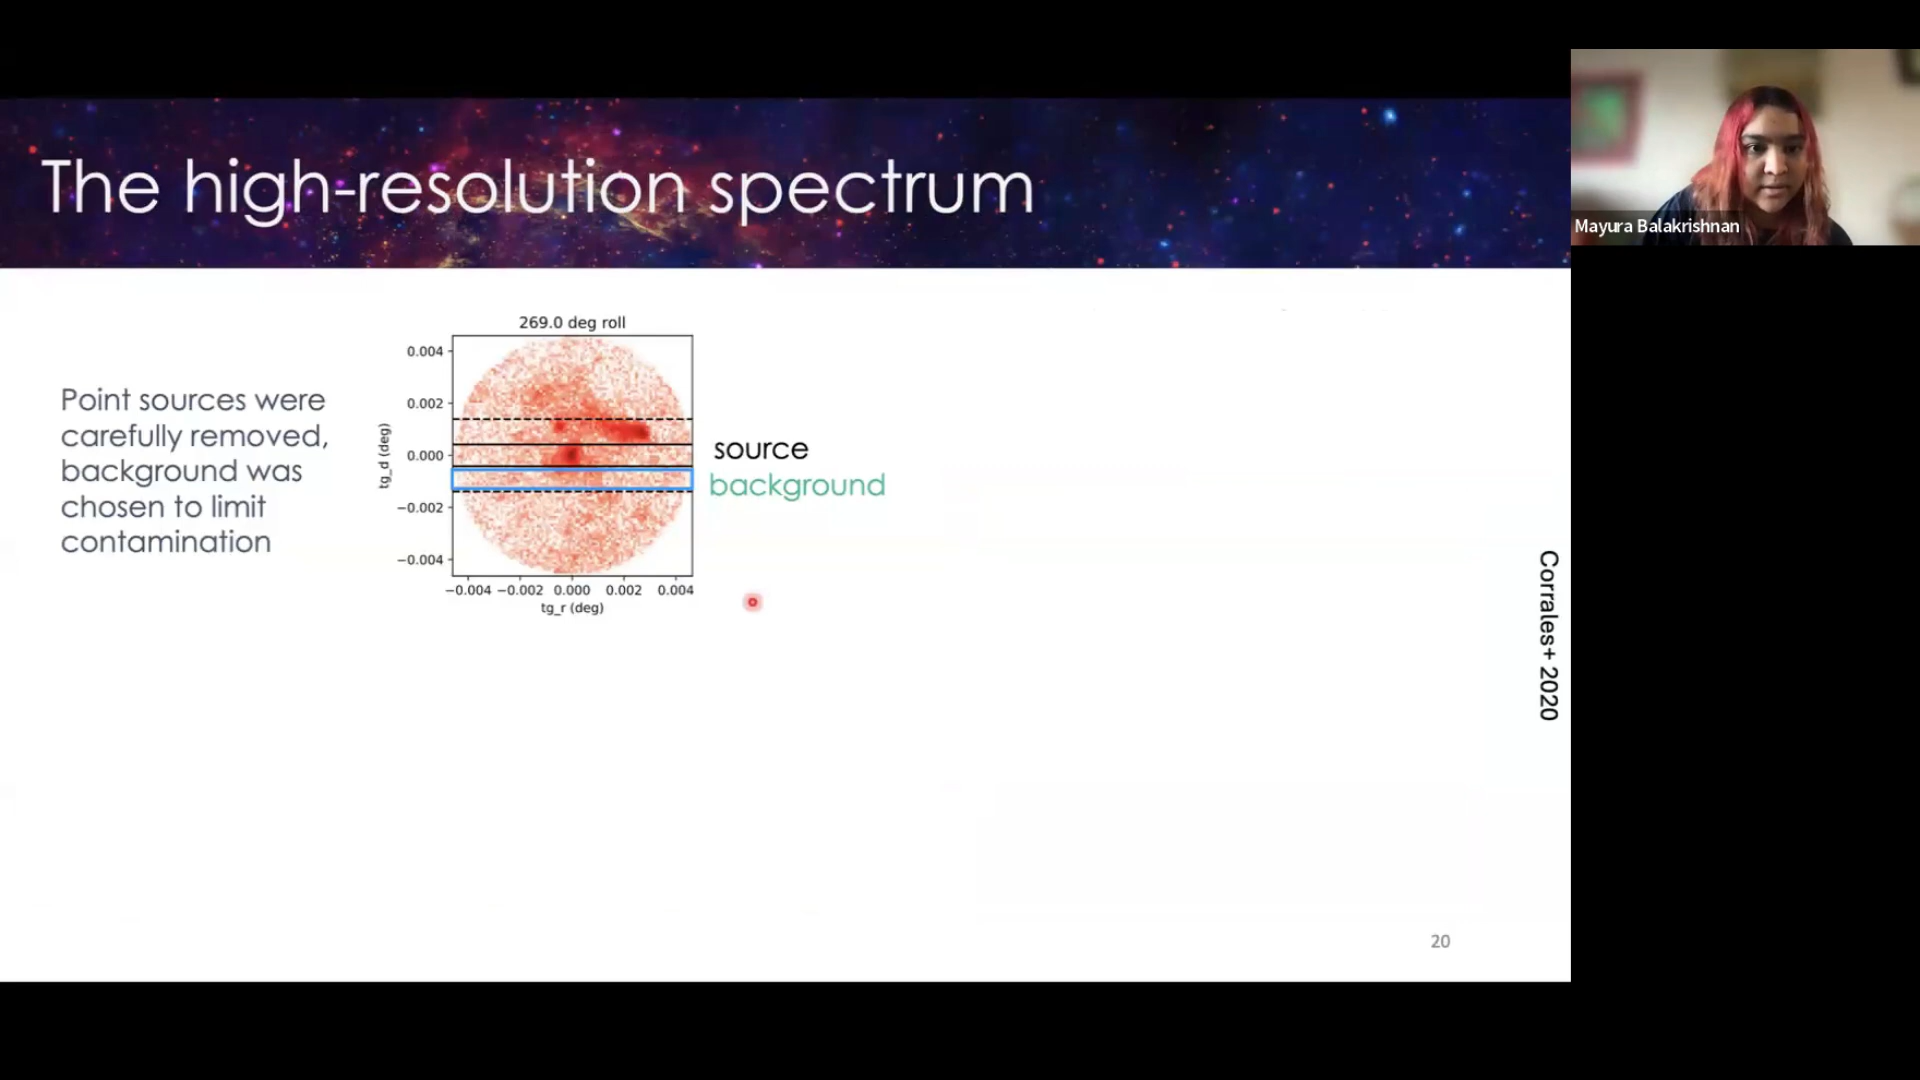 The high-resolution spectrum
Mayura Balakrishnan
Point sources were
carefully removed,
background was
chosen to limit
contamination
269.0 deg roll
0.004
0.002
0.000
−0.002
−0.004
tg_d (deg)
−0.004 −0.002 0.000 0.002 0.004
tg_r (deg)
source
background
Corrales+ 2020
20